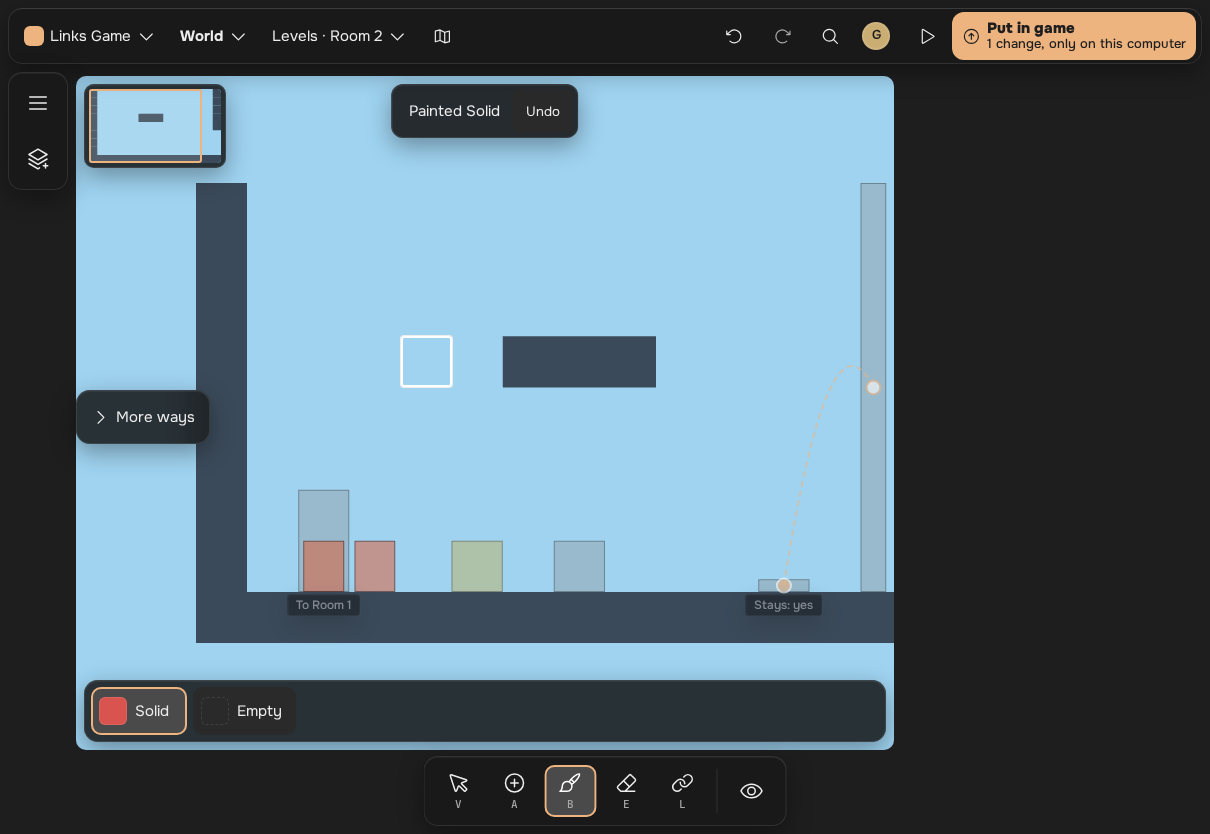 Links Game
World
Levels · Room 2
G
Put in game
1 change, only on this computer
Painted Solid
Undo
More ways
To Room 1
Stays: yes
Solid
Empty
V
A
B
E
L